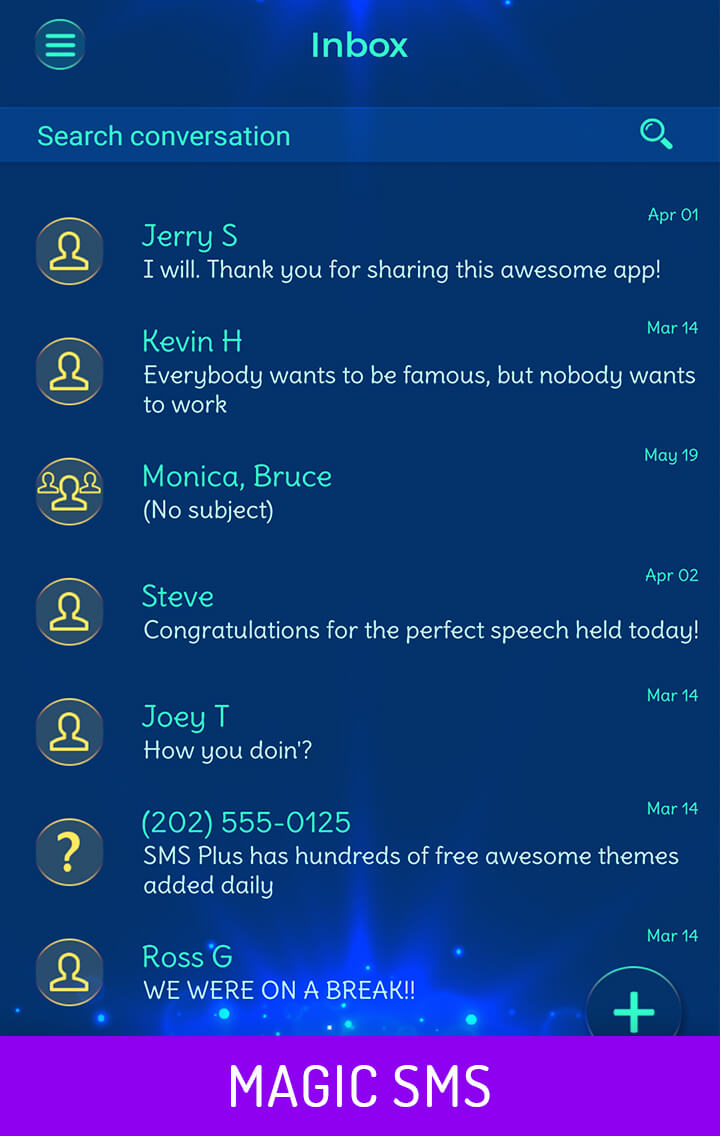 Inbox
Search conversation
Apr 01
Jerry S
I will. Thank you for sharing this awesome app!
Mar 14
Kevin H
Everybody wants to be famous, but nobody wants
to work
May 19
Monica, Bruce
(No subject)
Apr 02
Steve
Congratulations for the perfect speech held today!
Mar 14
Joey T
How you doin'?
Mar 14
(202) 555-0125
SMS Plus has hundreds of free awesome themes
added daily
Mar 14
Ross G
WE WERE ON A BREAK!!
MAGIC SMS